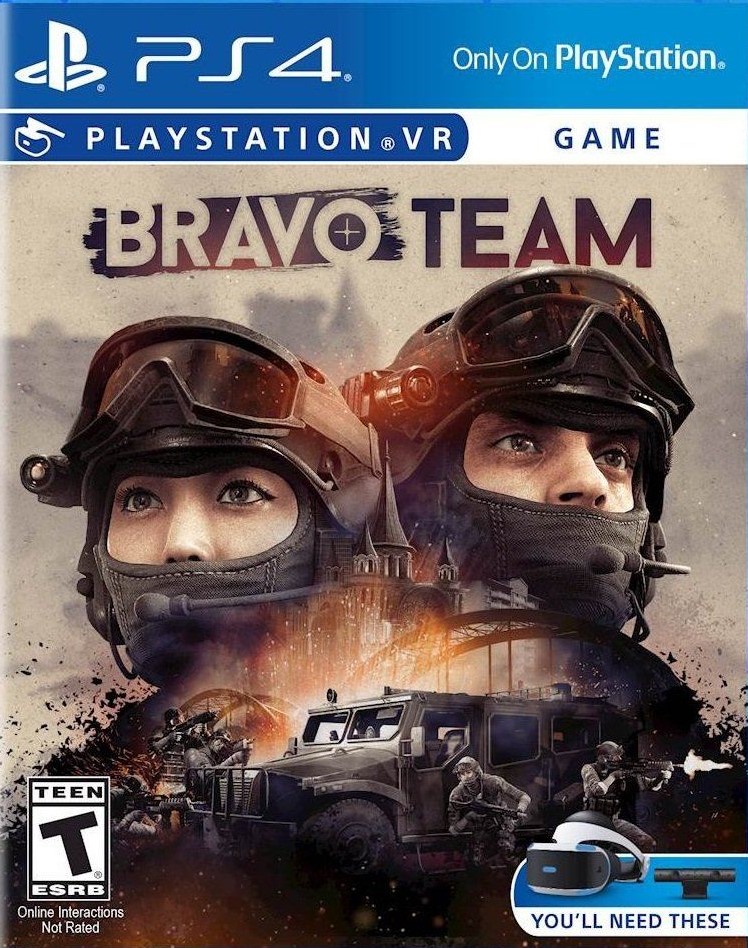 PS4®
Only On PlayStation®
PLAYSTATION®VR
GAME
BRAVO TEAM
TEEN
T
®
ESRB
Online Interactions
Not Rated
YOU'LL NEED THESE